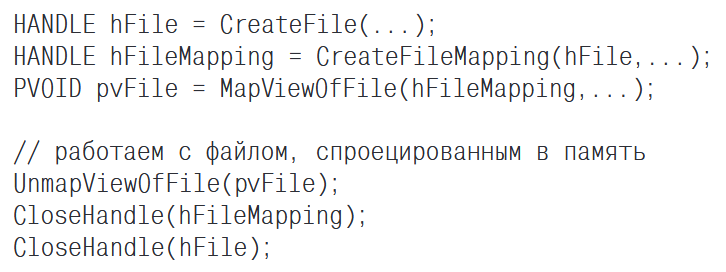 HANDLE hFile = CreateFile(...);
HANDLE hFileMapping = CreateFileMapping(hFile,...);
PVOID pvFile = MapViewOfFile(hFileMapping,...);
// работаем с файлом, спроецированным в память
UnmapViewOfFile(pvFile);
CloseHandle(hFileMapping);
CloseHandle(hFile);